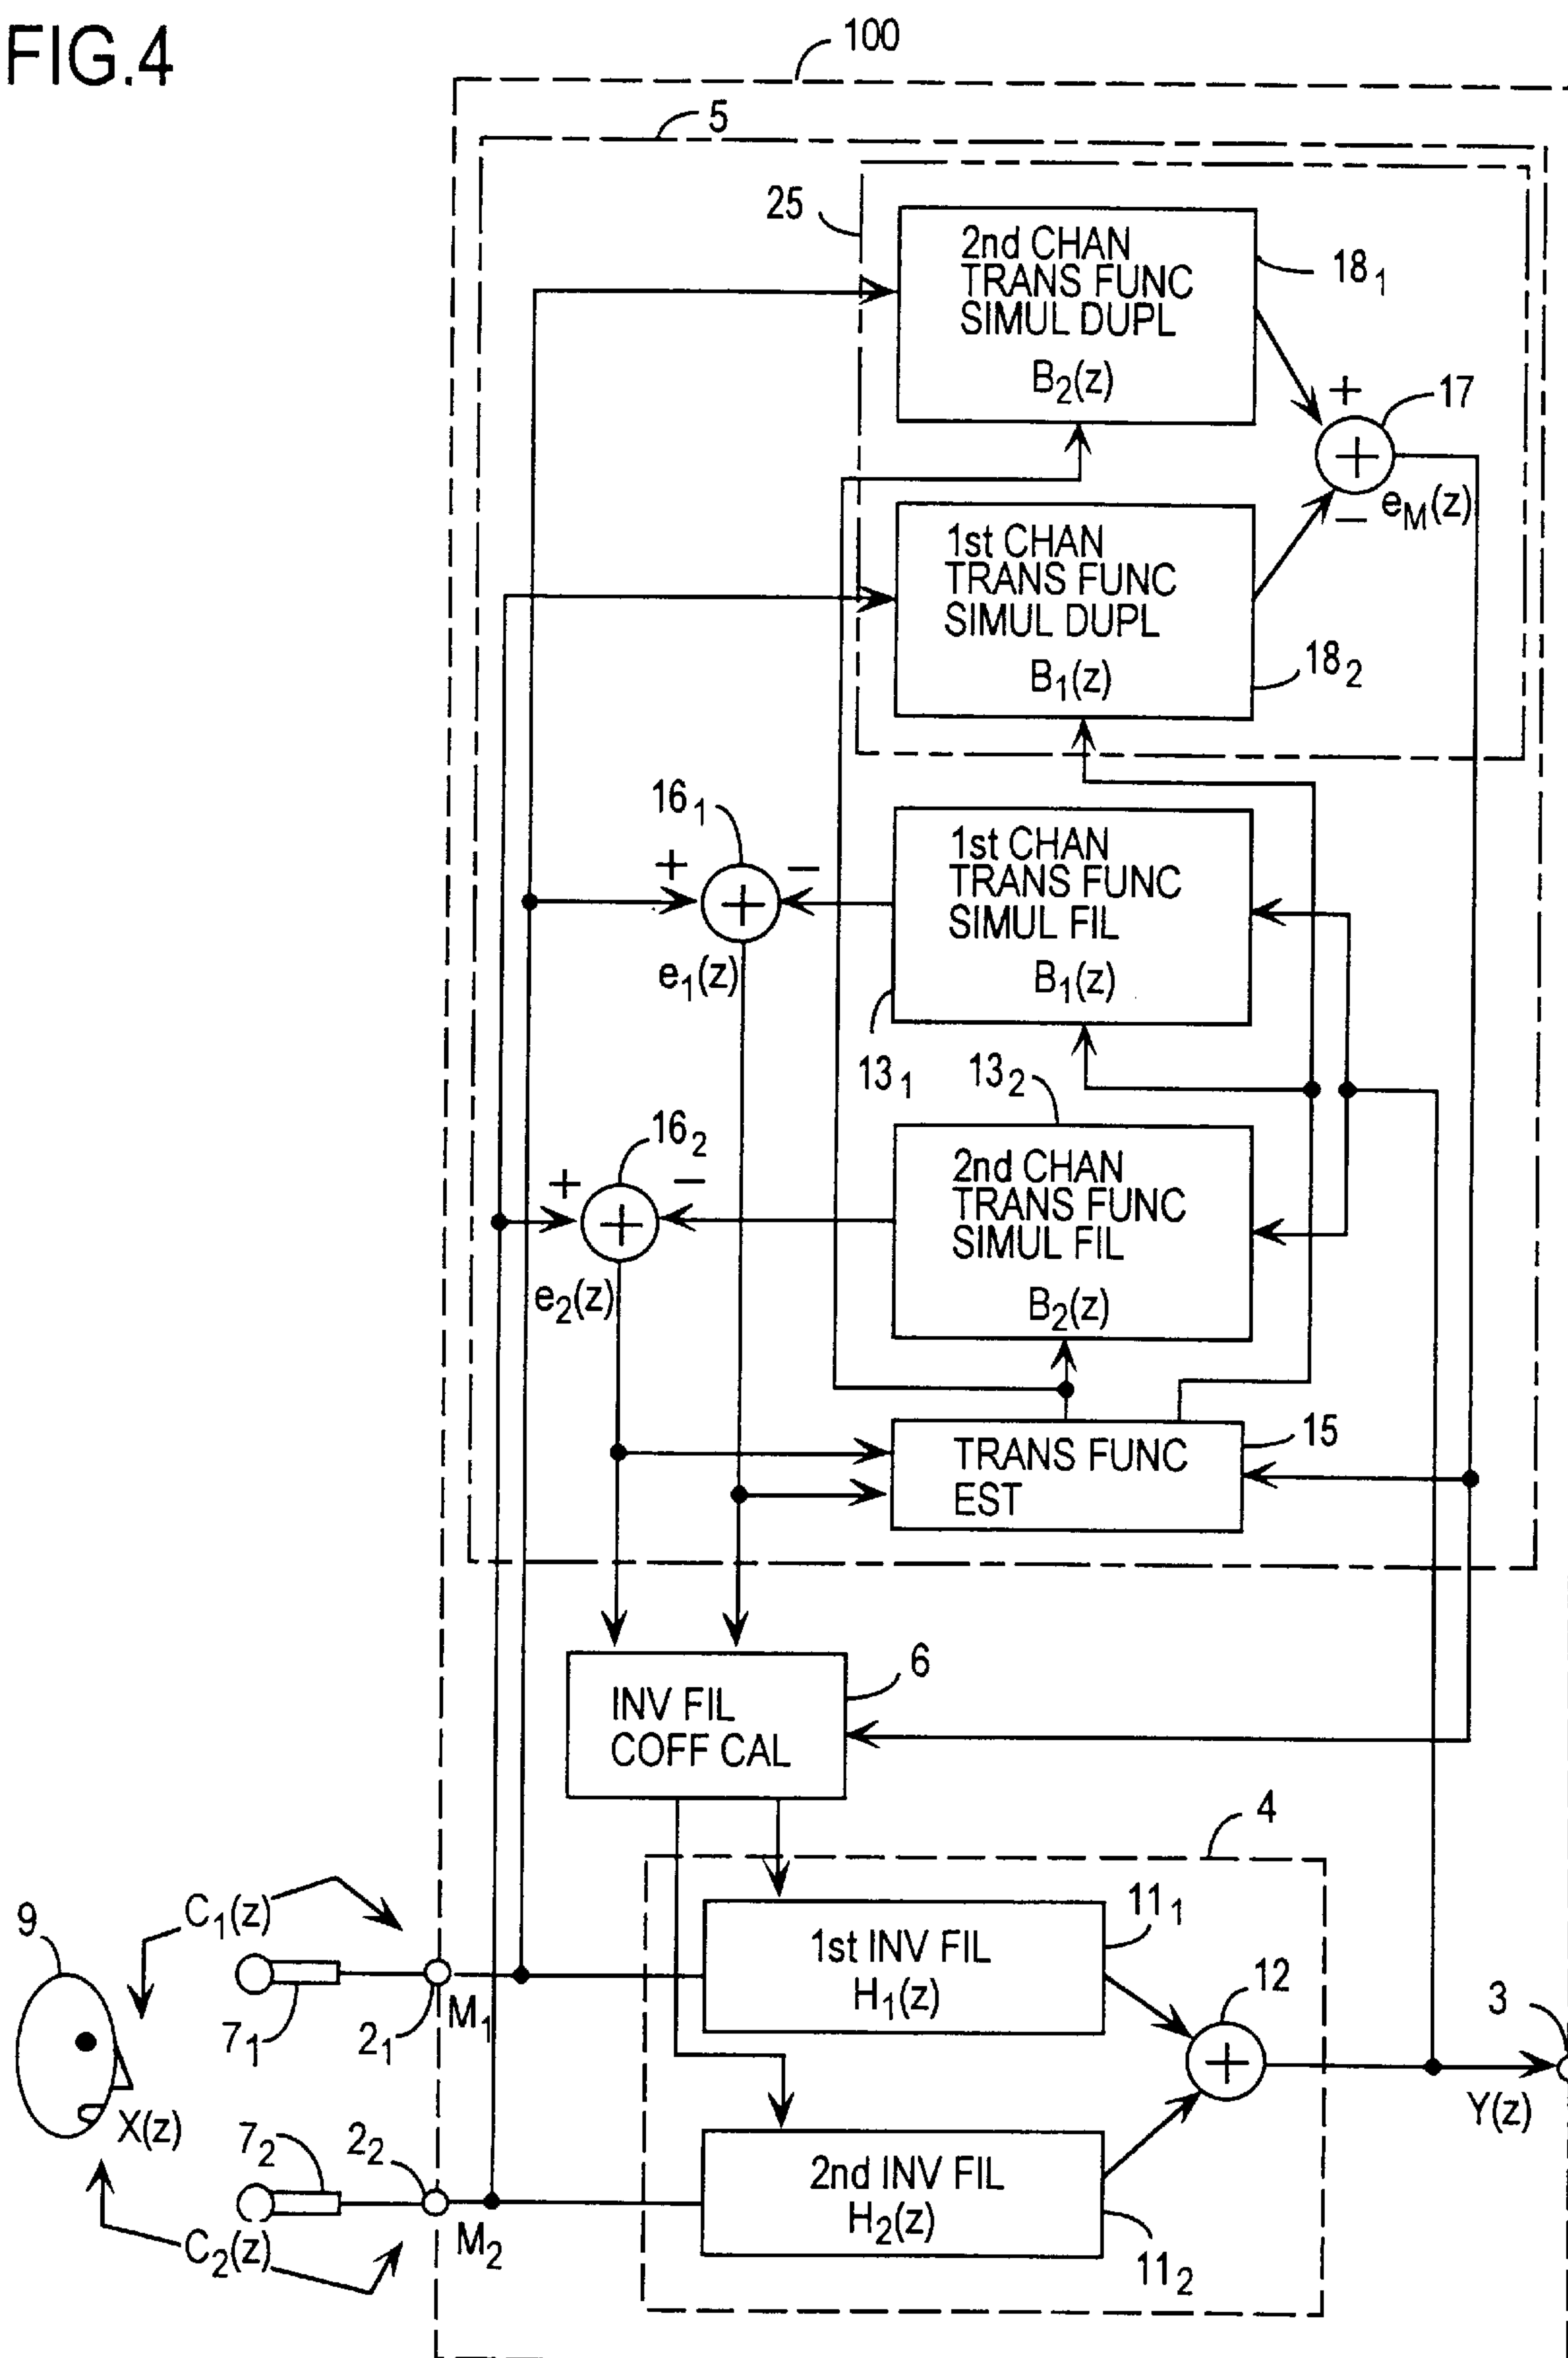 FIG.4
100
5
25
2nd CHAN
TRANS FUNC
SIMUL DUPL
B2(z)
181
+
17
+
eM(z)
−
1st CHAN
TRANS FUNC
SIMUL DUPL
B1(z)
182
161
+
−
+
e1(z)
1st CHAN
TRANS FUNC
SIMUL FIL
B1(z)
131
132
162
+
−
+
e2(z)
2nd CHAN
TRANS FUNC
SIMUL FIL
B2(z)
TRANS FUNC
EST
15
INV FIL
COFF CAL
6
4
9
C1(z)
71
21
M1
1st INV FIL
H1(z)
111
12
+
3
Y(z)
X(z)
72
22
C2(z)
M2
2nd INV FIL
H2(z)
112